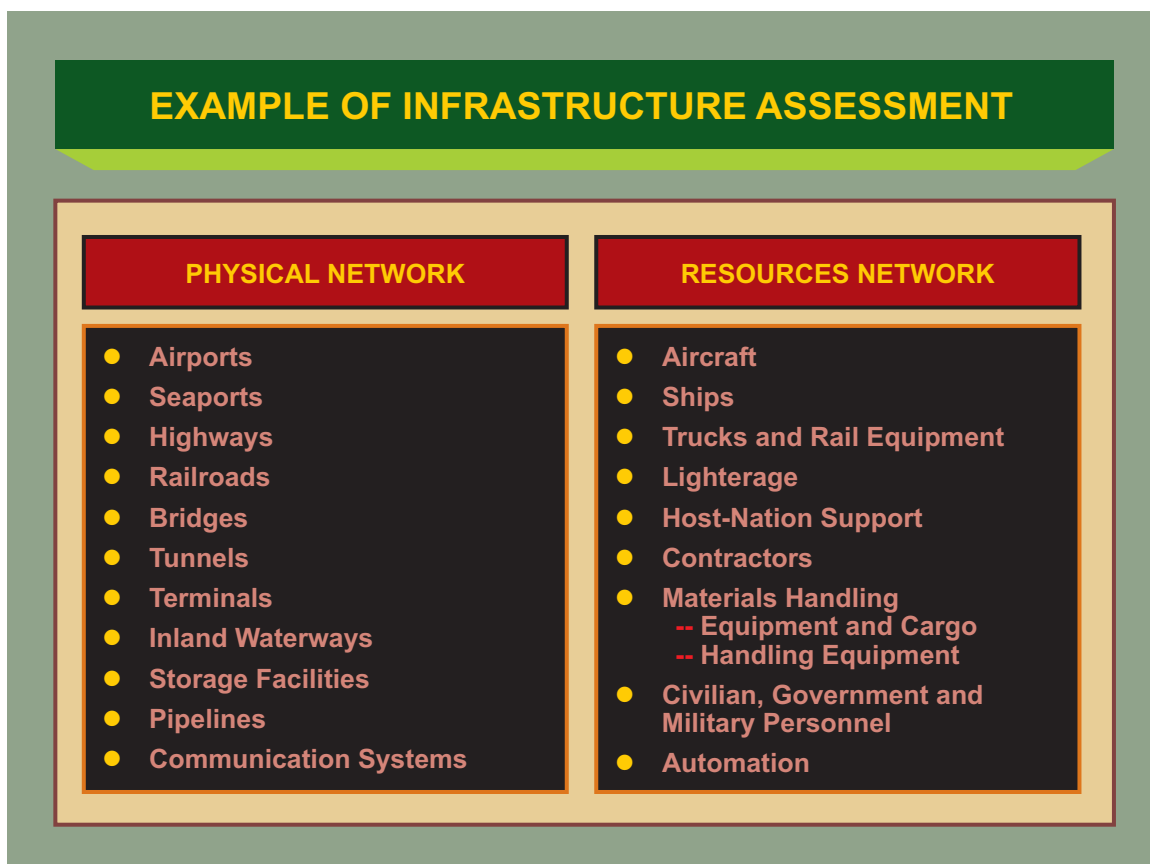 EXAMPLE OF INFRASTRUCTURE ASSESSMENT
PHYSICAL NETWORK
Airports
Seaports
Highways
Railroads
Bridges
Tunnels
Terminals
Inland Waterways
Storage Facilities
Pipelines
Communication Systems
RESOURCES NETWORK
Aircraft
Ships
Trucks and Rail Equipment
Lighterage
Host-Nation Support
Contractors
Materials Handling
-- Equipment and Cargo
-- Handling Equipment
Civilian, Government and
Military Personnel
Automation